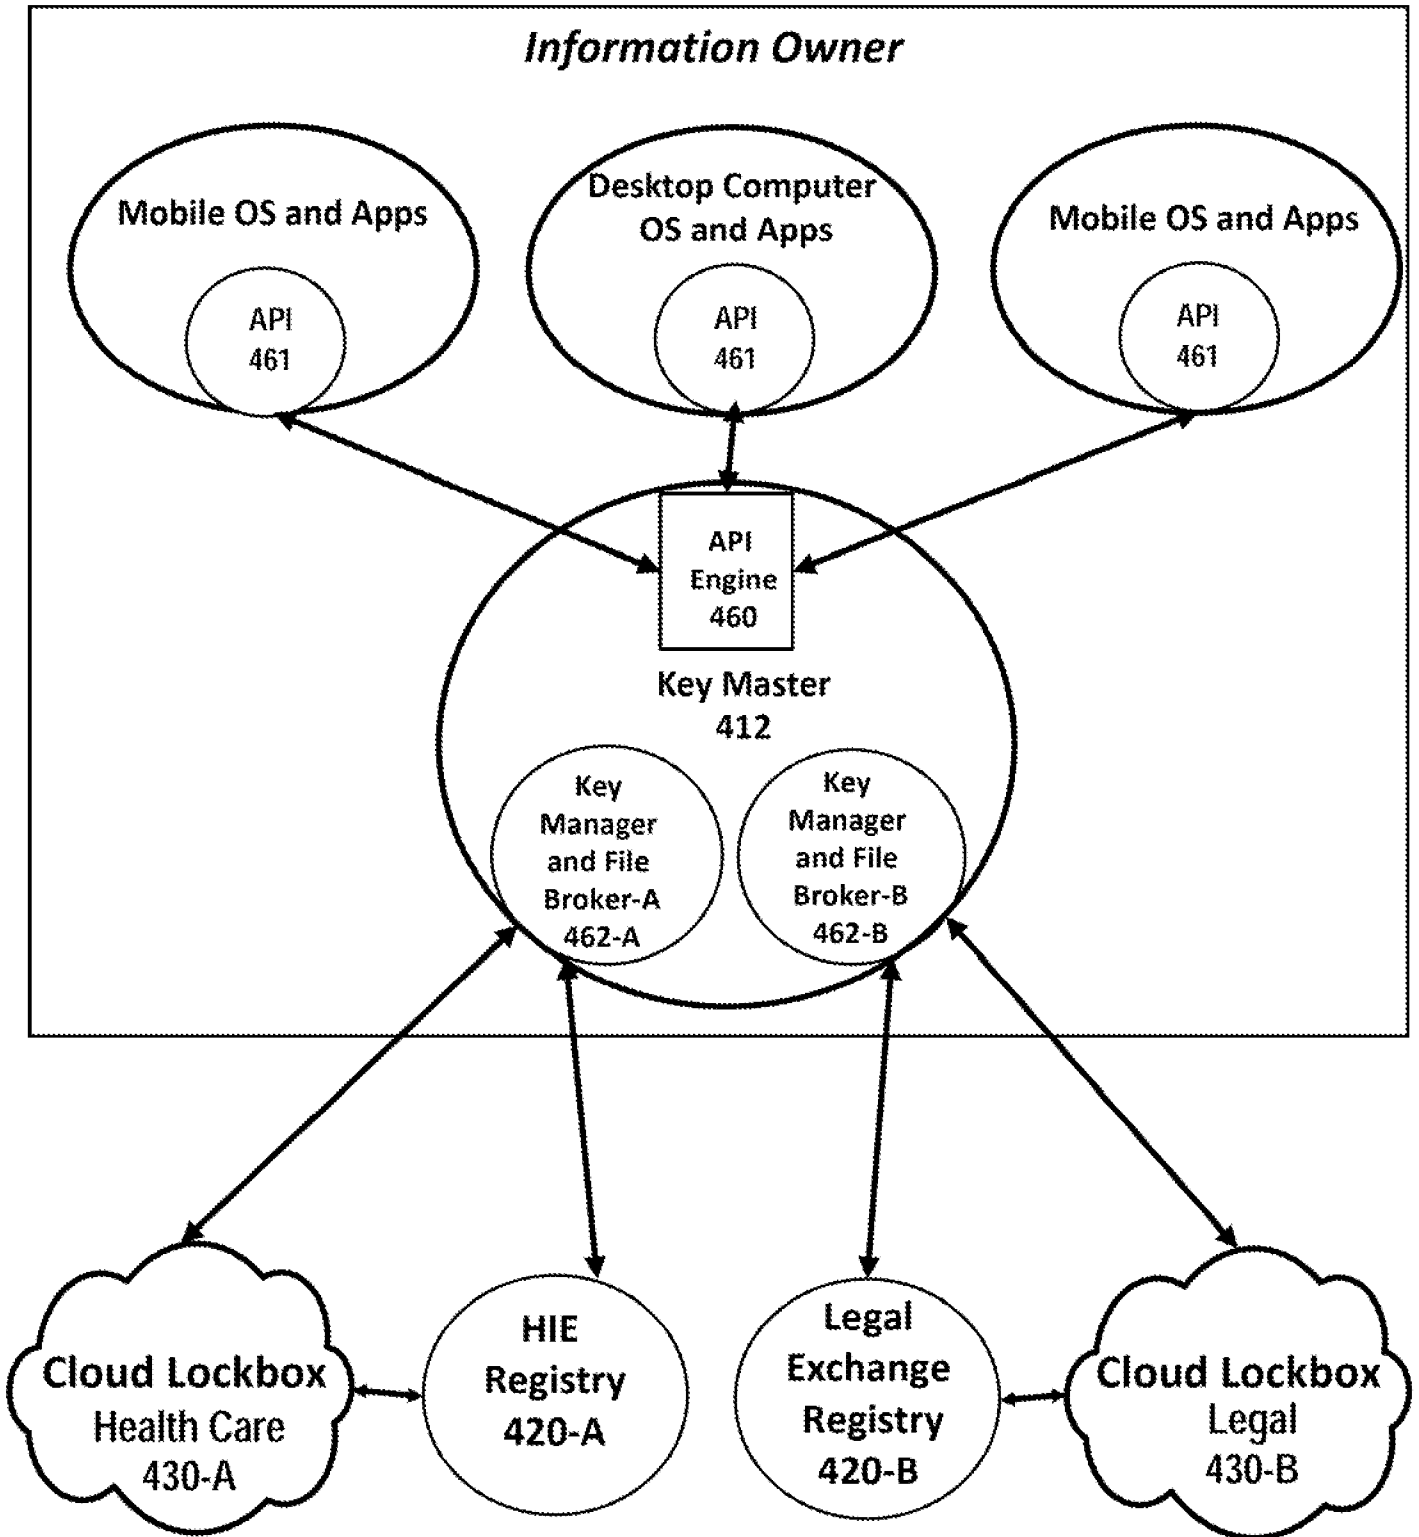 Information Owner
Mobile OS and Apps
API
461
Desktop Computer
OS and Apps
API
461
Mobile OS and Apps
API
461
API
Engine
460
Key Master
412
Key
Manager
and File
Broker-A
462-A
Key
Manager
and File
Broker-B
462-B
Cloud Lockbox
Health Care
430-A
HIE
Registry
420-A
Legal
Exchange
Registry
420-B
Cloud Lockbox
Legal
430-B